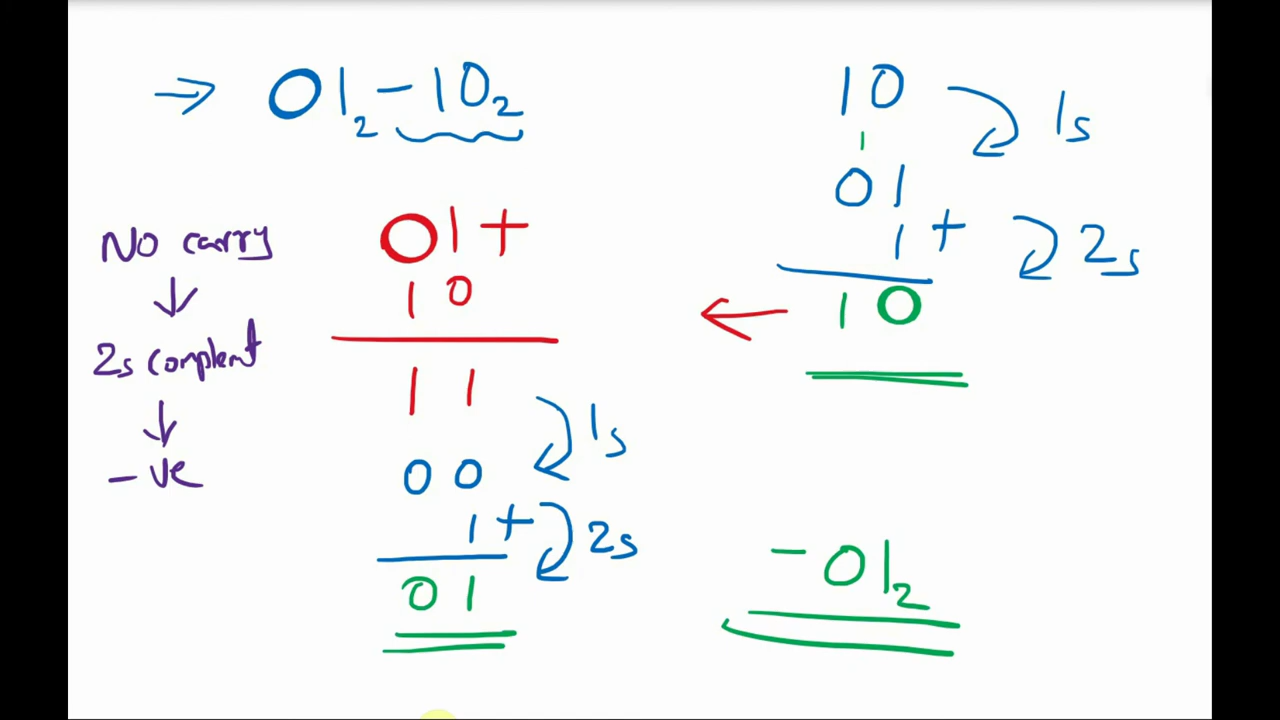 → 01₂ - 10₂
No carry
↓
2s complent
↓
-ve
01 +
10
11
1s
00
1 +
2s
01
10
1s
1
01
1 +
2s
← 10
-01₂